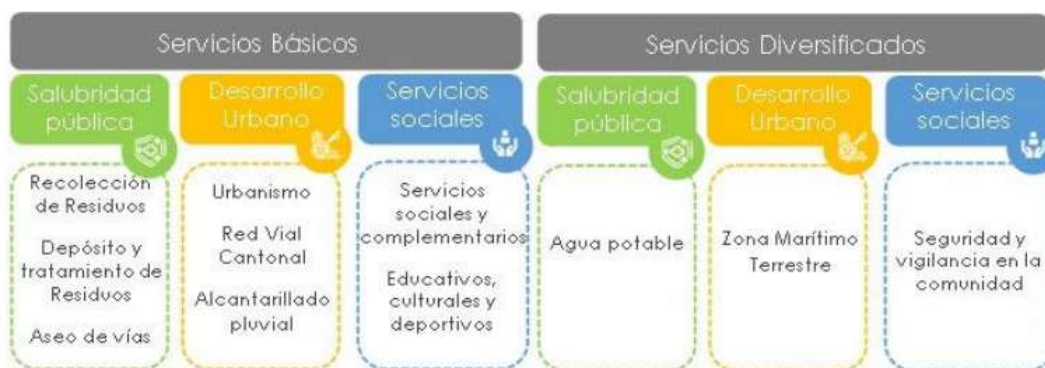 Servicios Básicos
Servicios Diversificados
Salubridad
pública
Desarrollo
Urbano
Servicios
sociales
Salubridad
pública
Desarrollo
Urbano
Servicios
sociales
Recolección
de Residuos
Depósito y
tratamiento de
Residuos
Aseo de vías
Urbanismo
Red Vial
Cantonal
Alcantarillado
pluvial
Servicios
sociales y
complementarios
Educativos,
culturales y
deportivos
Agua potable
Zona Marítimo
Terrestre
Seguridad y
vigilancia en la
comunidad